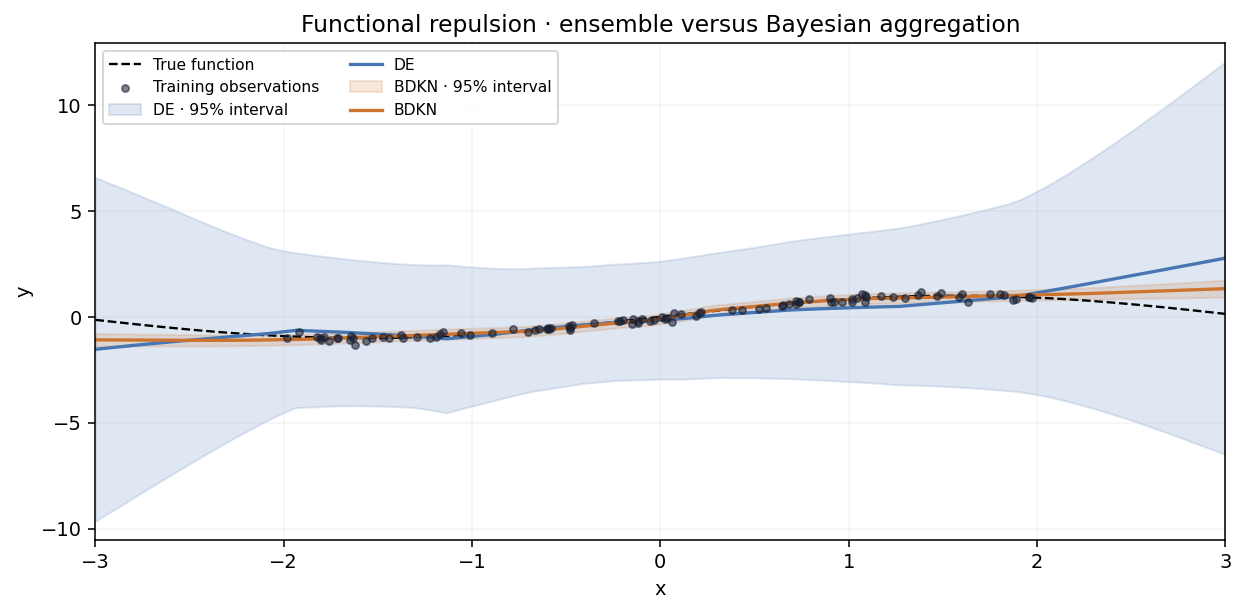 Functional repulsion · ensemble versus Bayesian aggregation
True function
Training observations
DE · 95% interval
DE
BDKN · 95% interval
BDKN
y
10
5
0
−5
−10
−3
−2
−1
0
1
2
3
x